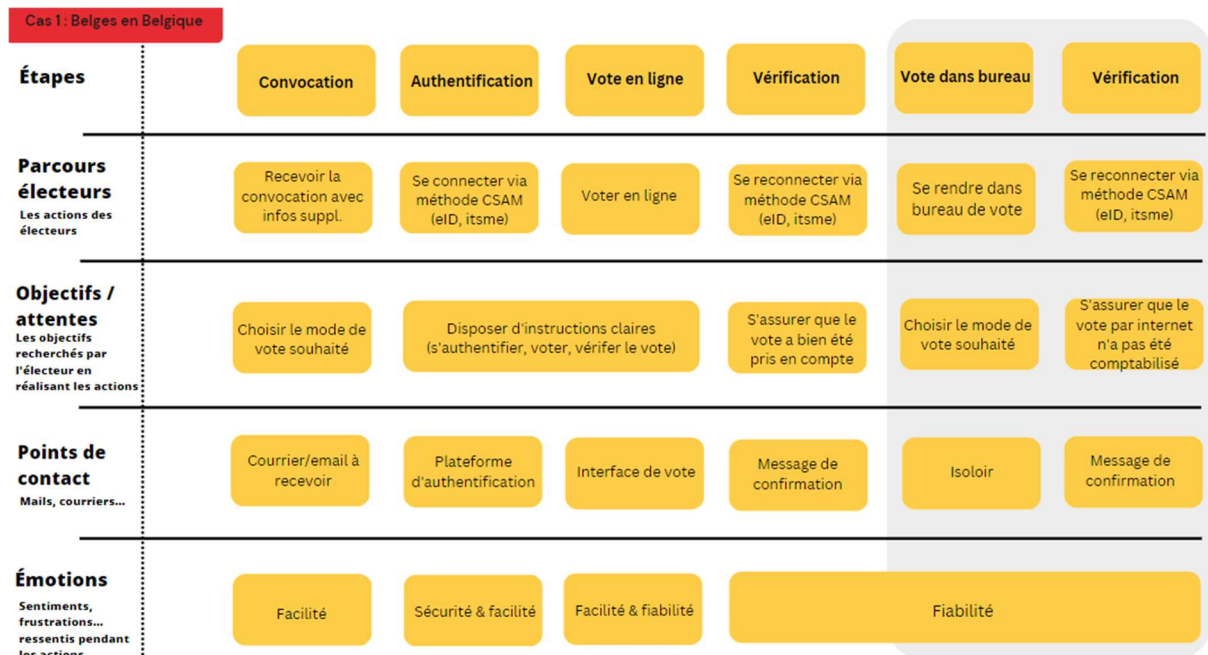 Cas 1 : Belges en Belgique
Étapes
Convocation
Authentification
Vote en ligne
Vérification
Vote dans bureau
Vérification
Parcours
électeurs
Les actions des
électeurs
Recevoir la
convocation avec
infos suppl.
Se connecter via
méthode CSAM
(eID, itsme)
Voter en ligne
Se reconnecter via
méthode CSAM
(eID, itsme)
Se rendre dans
bureau de vote
Se reconnecter via
méthode CSAM
(eID, itsme)
Objectifs /
attentes
Les objectifs
recherchés par
l'électeur en
réalisant les actions
Choisir le mode de
vote souhaité
Disposer d'instructions claires
(s'authentifier, voter, vérifer le vote)
S'assurer que le
vote a bien été
pris en compte
Choisir le mode de
vote souhaité
S'assurer que le
vote par internet
n'a pas été
comptabilisé
Points de
contact
Mails, courriers...
Courrier/email à
recevoir
Plateforme
d'authentification
Interface de vote
Message de
confirmation
Isoloir
Message de
confirmation
Émotions
Sentiments,
frustrations...
ressentis pendant
les actions
Facilité
Sécurité & facilité
Facilité & fiabilité
Fiabilité